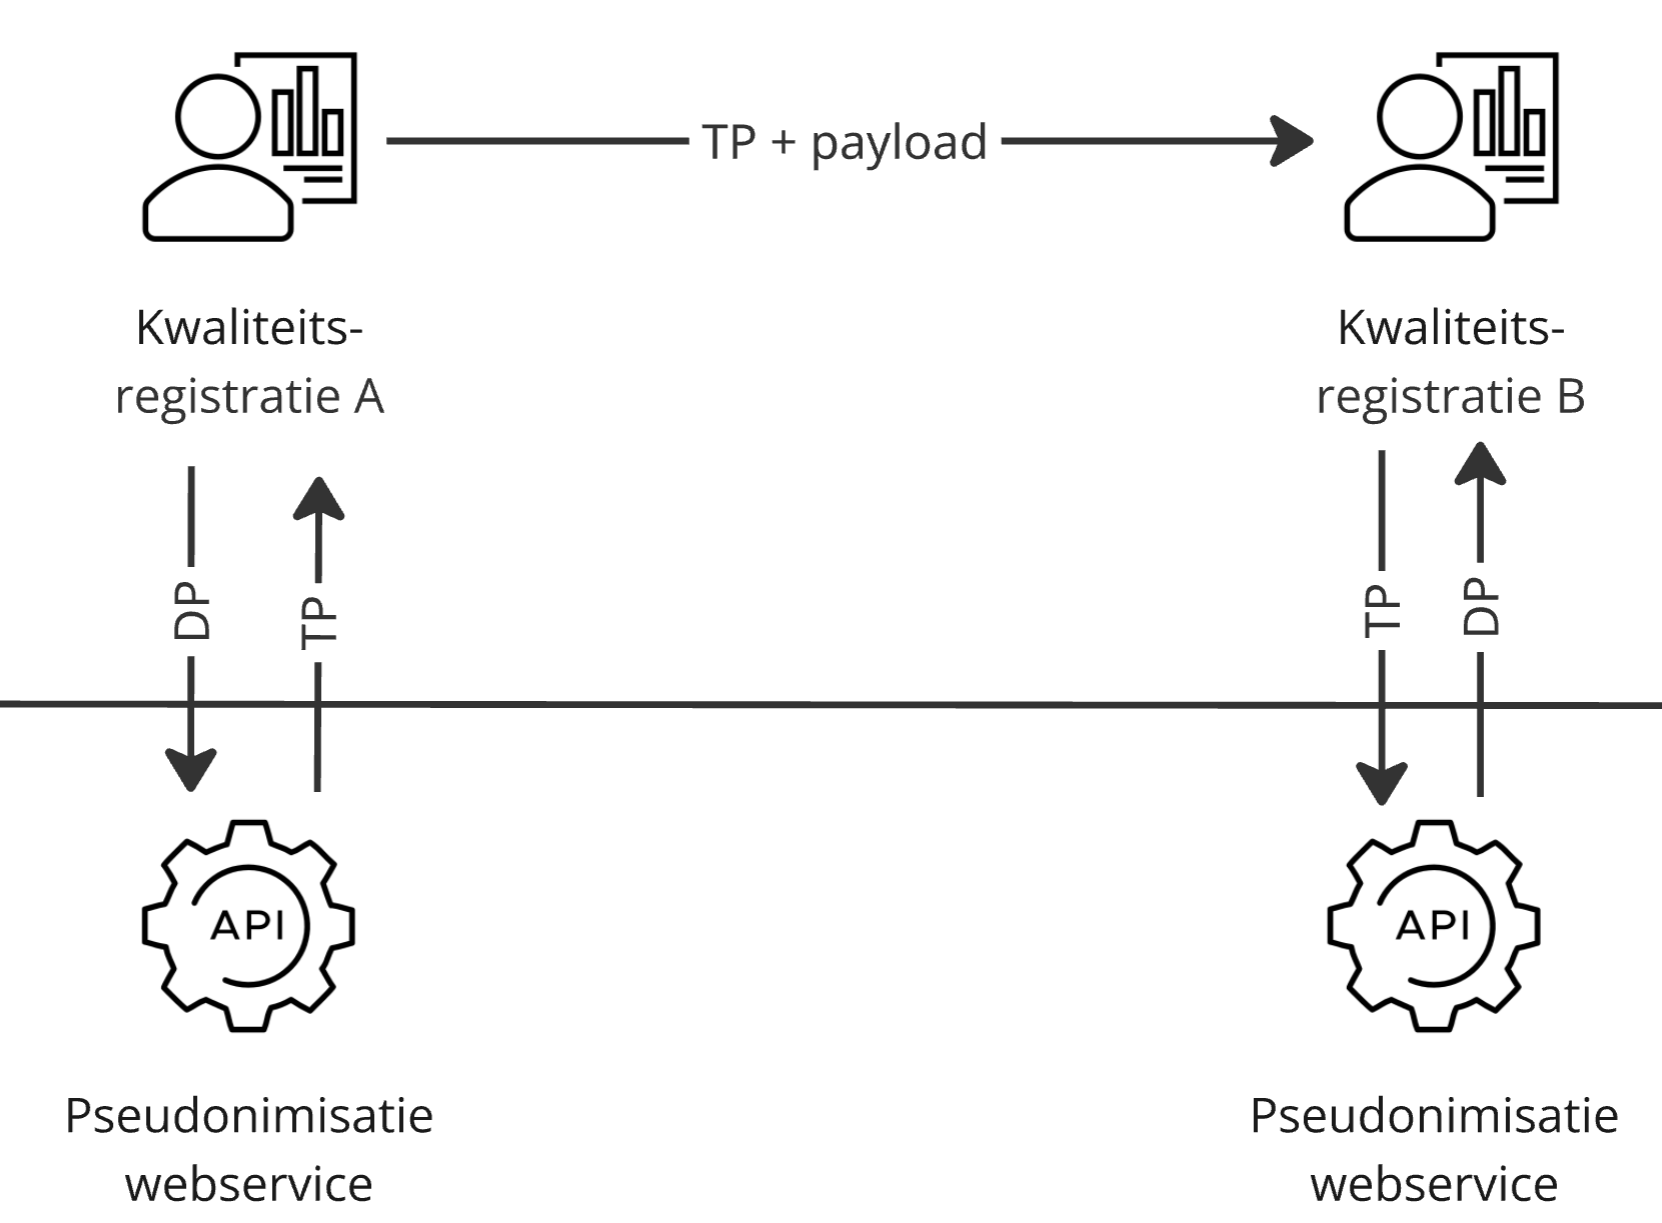 TP + payload
Kwaliteits-
registratie A
Kwaliteits-
registratie B
DP
TP
TP
DP
API
API
Pseudonimisatie
webservice
Pseudonimisatie
webservice